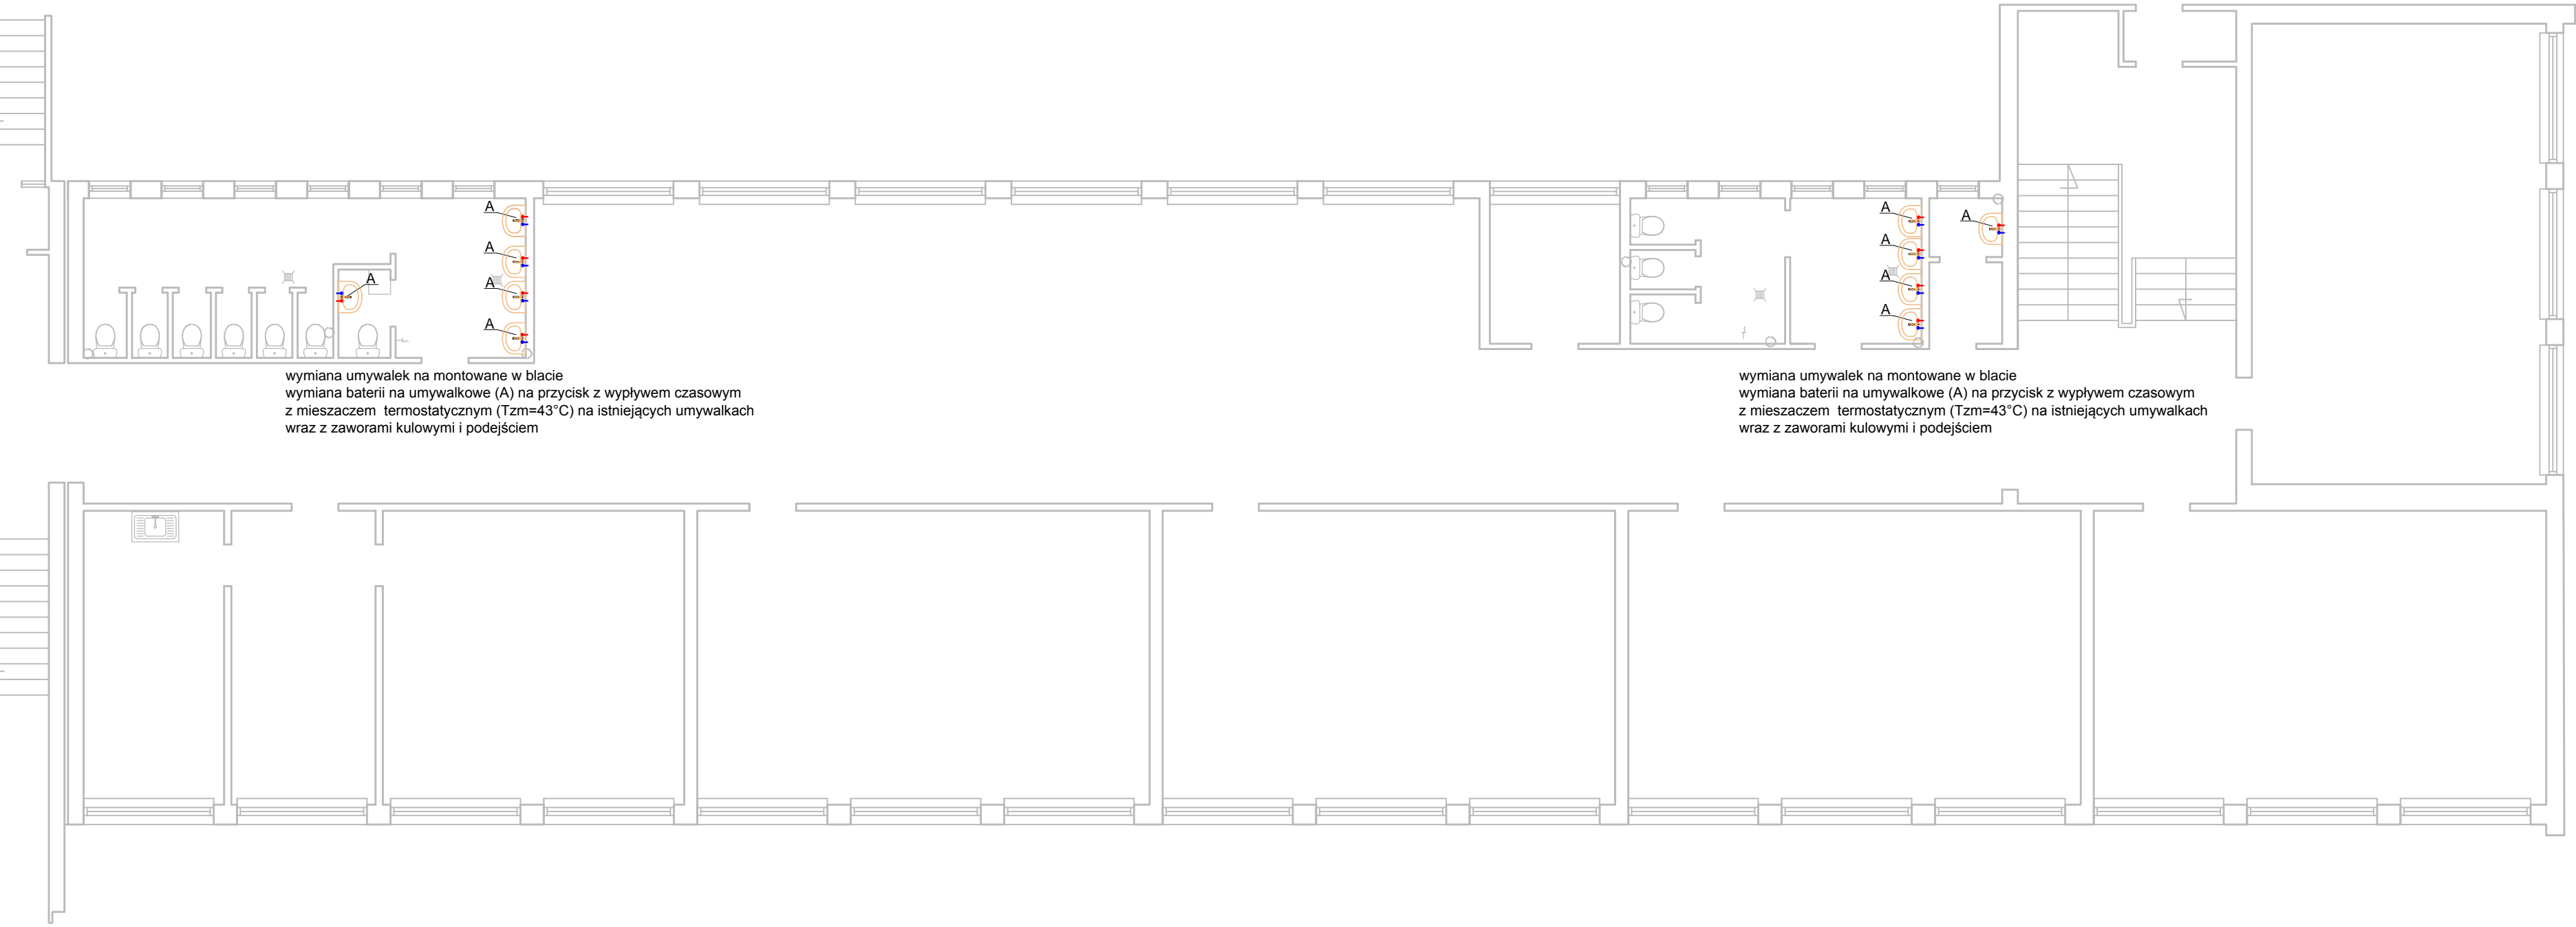 A
A
A
A
A
A
A
A
A
A
wymiana umywalek na montowane w blacie
wymiana baterii na umywalkowe (A) na przycisk z wypływem czasowym
z mieszaczem termostatycznym (Tzm=43°C) na istniejących umywalkach
wraz z zaworami kulowymi i podejściem
wymiana umywalek na montowane w blacie
wymiana baterii na umywalkowe (A) na przycisk z wypływem czasowym
z mieszaczem termostatycznym (Tzm=43°C) na istniejących umywalkach
wraz z zaworami kulowymi i podejściem